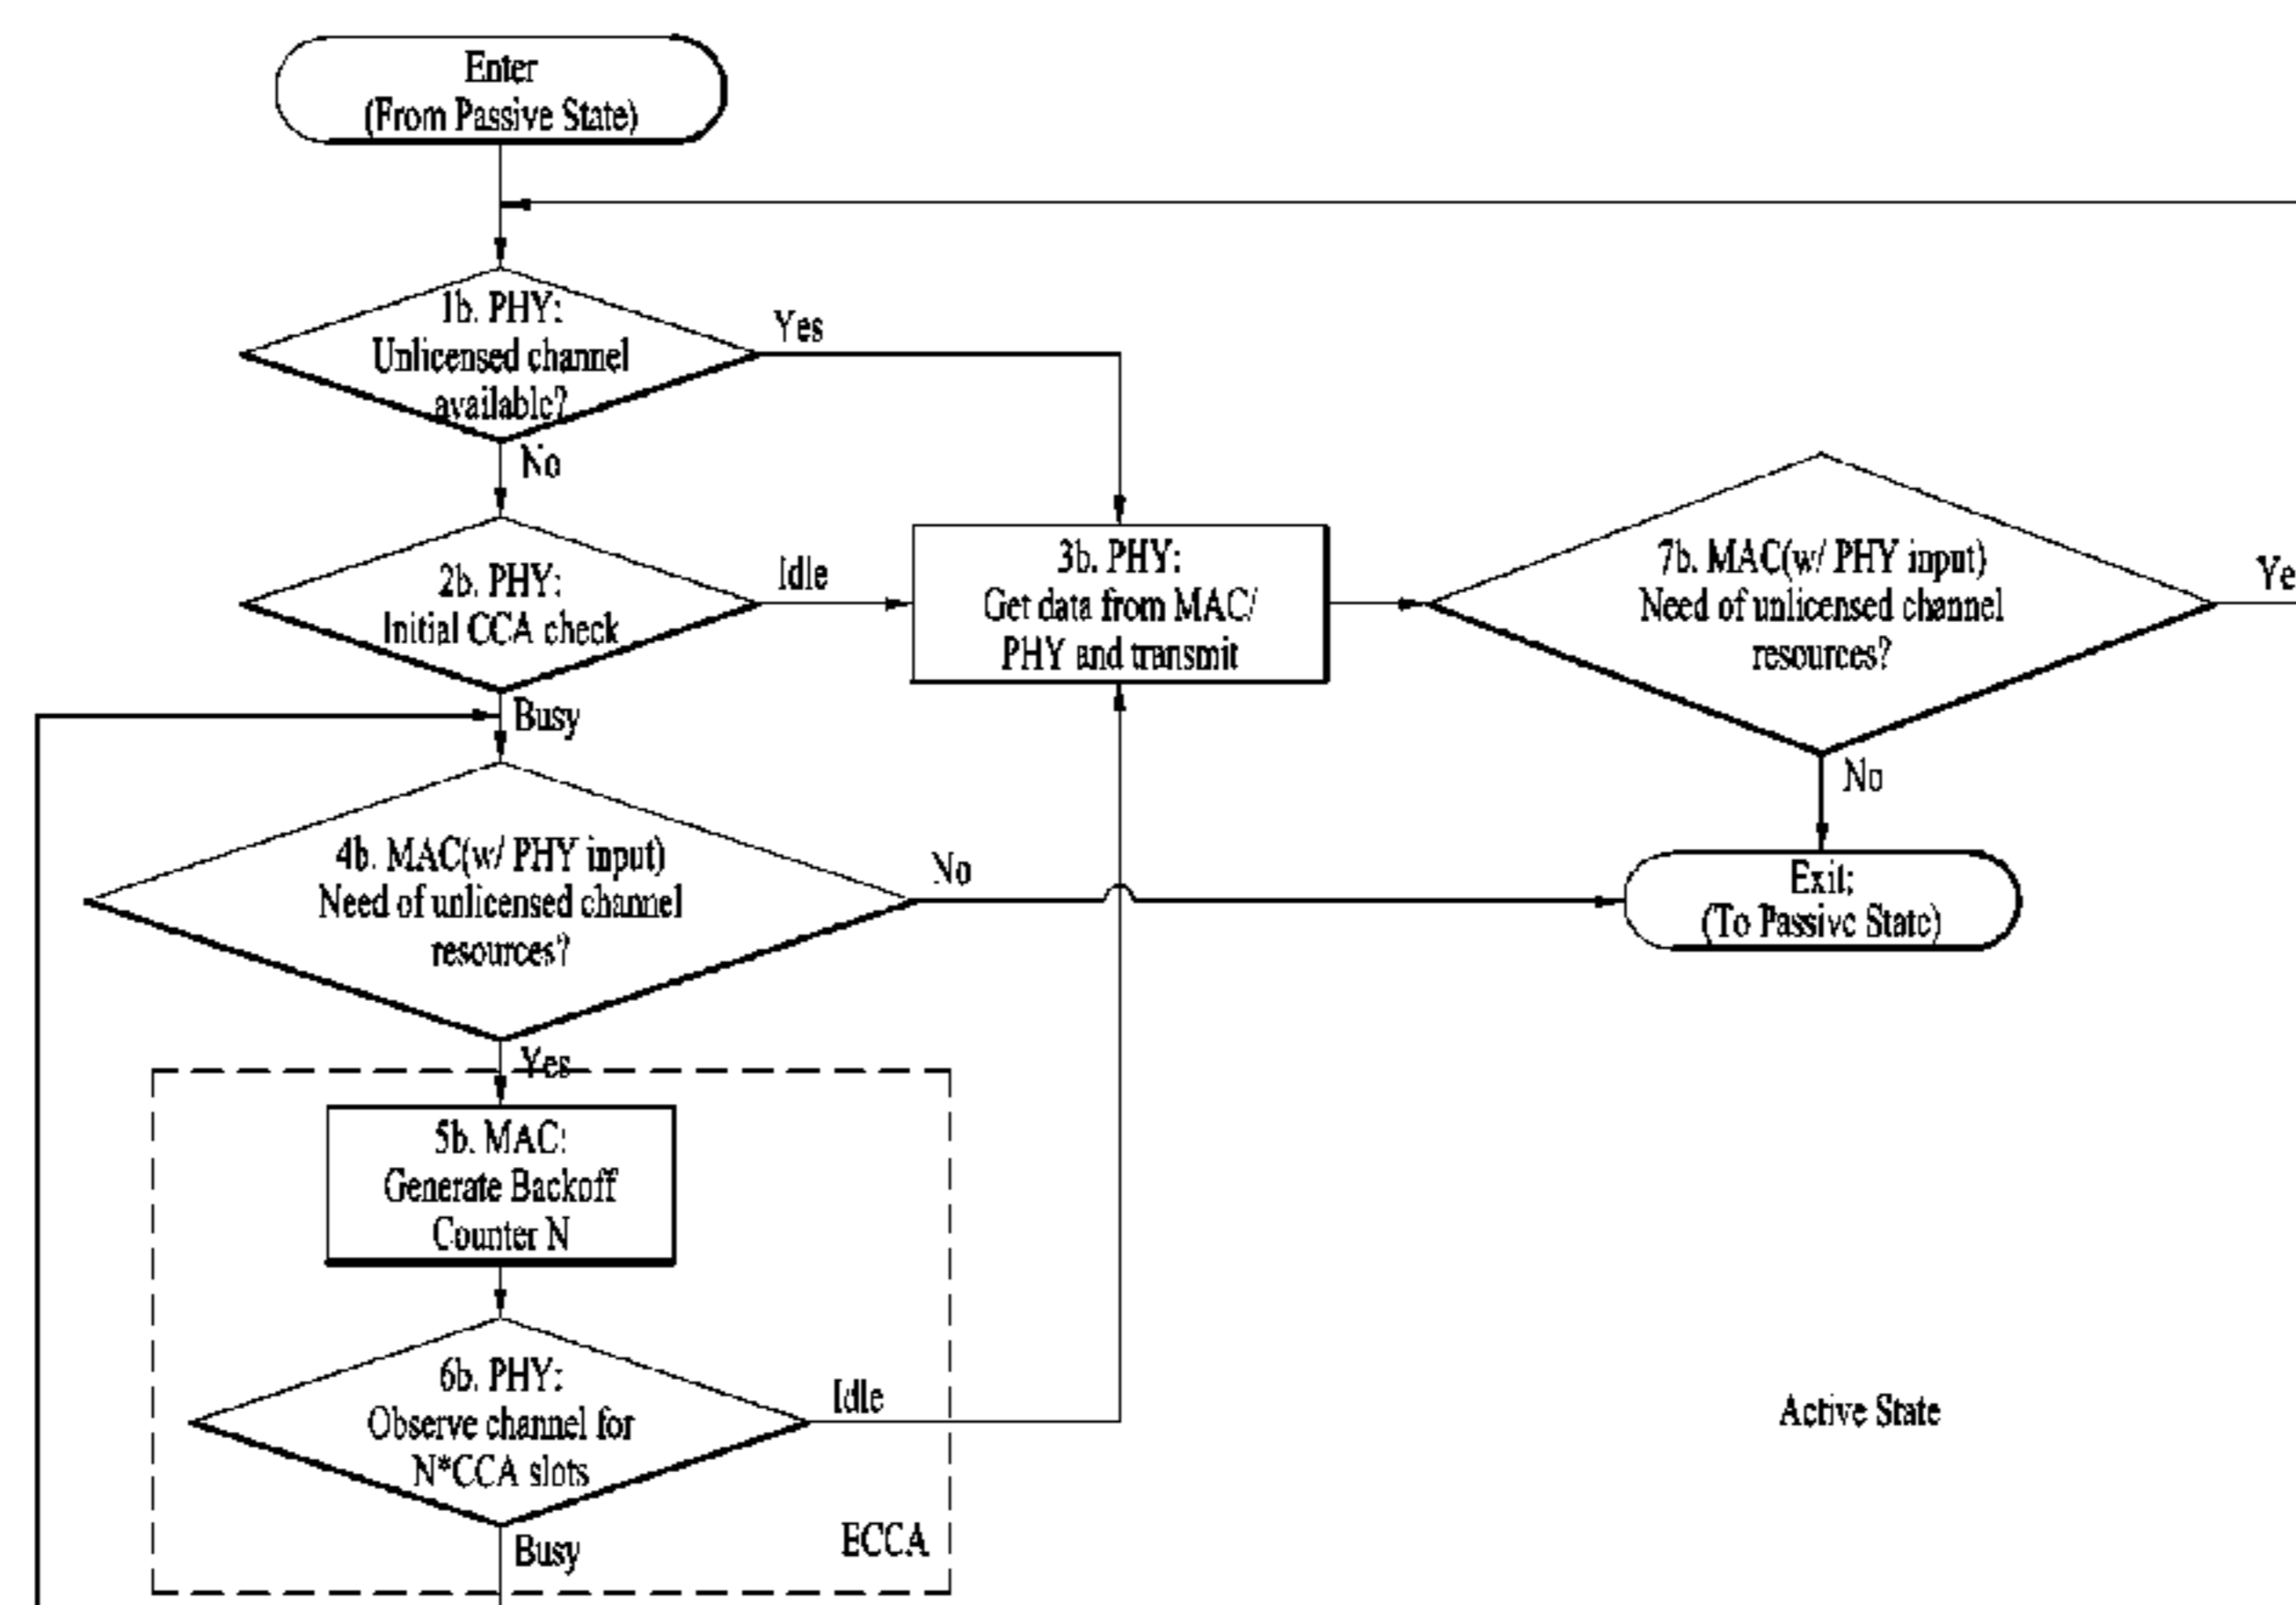 Enter
(From Passive State)
1b. PHY:
Unlicensed channel
available?
Yes
No
2b. PHY:
Initial CCA check
Idle
3b. PHY:
Get data from MAC/
PHY and transmit
7b. MAC(w/ PHY input)
Need of unlicensed channel
resources?
Ye
Busy
No
4b. MAC(w/ PHY input)
Need of unlicensed channel
resources?
No
Exit:
(To Passive State)
Yes
5b. MAC:
Generate Backoff
Counter N
6b. PHY:
Observe channel for
N*CCA slots
Idle
Active State
Busy
ECCA